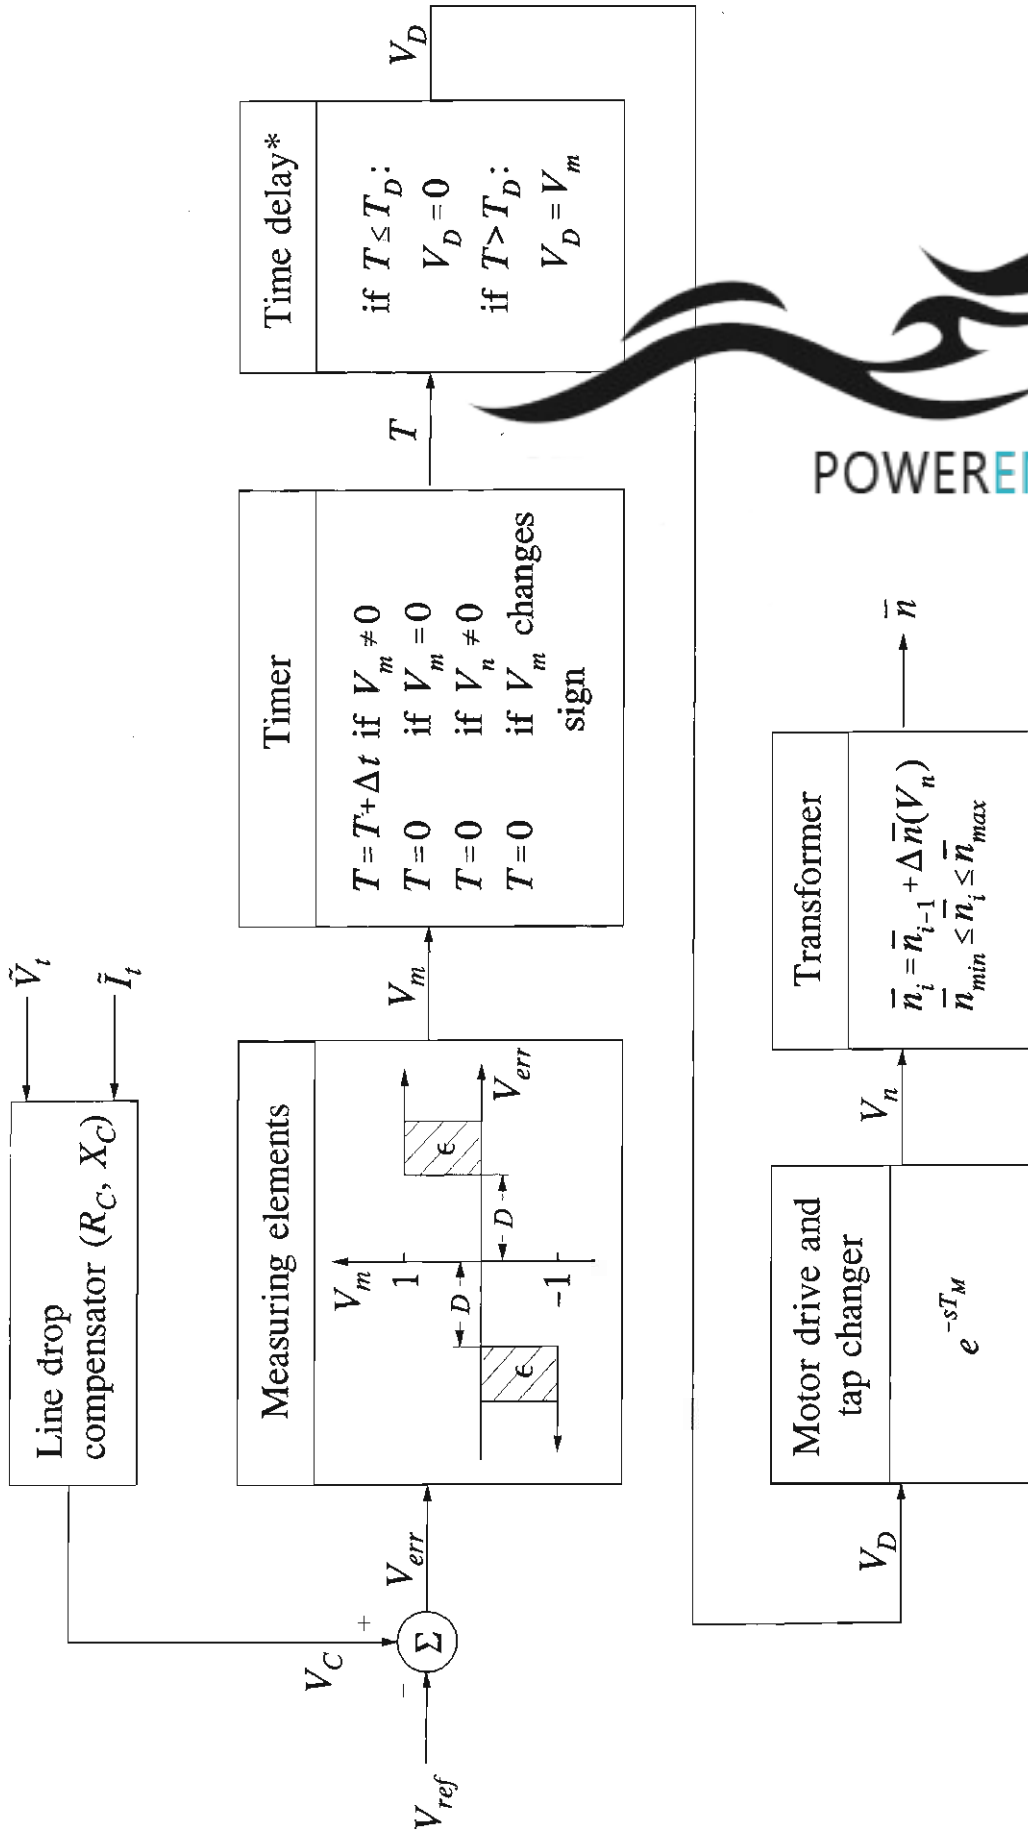 Line drop
compensator (R_C, X_C)
Ṽ_t
Ĩ_t
V_C
+
−
V_ref
Σ
V_err
Measuring elements
V_m
1
-1
D
D
ϵ
ϵ
V_err
V_m
Timer
T=T+Δt if V_m≠0
T=0 if V_m=0
T=0 if V_n≠0
T=0 if V_m changes
sign
T
Time delay*
if T≤T_D:
V_D=0
if T>T_D:
V_D=V_m
V_D
V_D
Motor drive and
tap changer
e^{-sT_M}
V_n
Transformer
n̄_i=n̄_{i-1}+Δn̄(V_n)
n̄_min≤n̄_i≤n̄_max
n̄